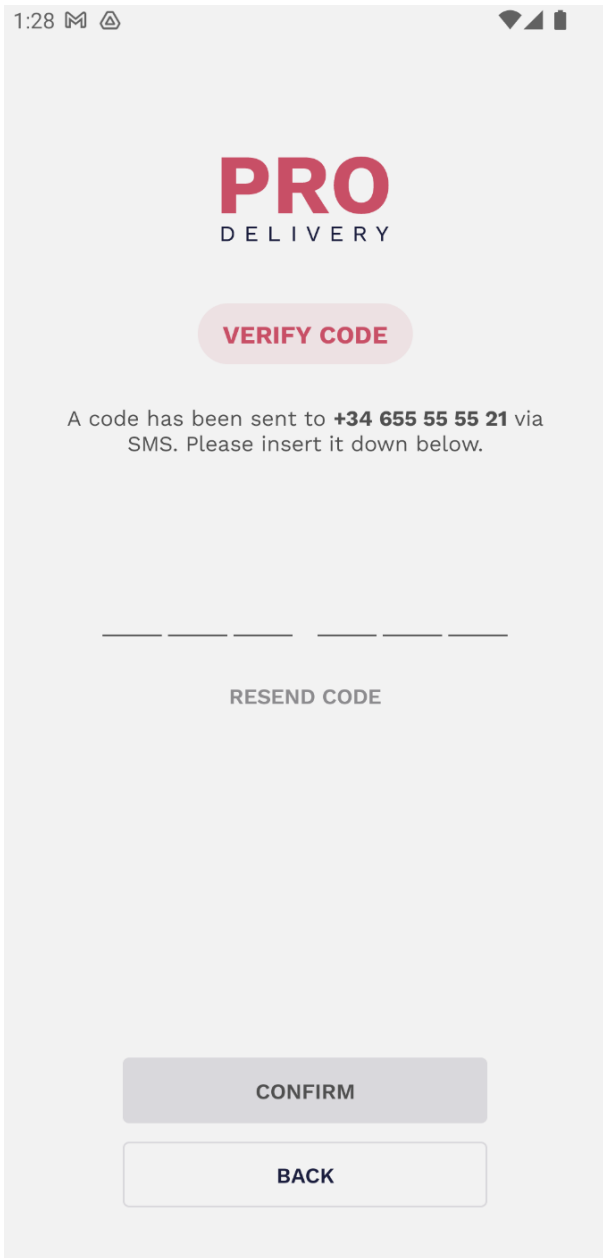 1:28
PRO
DELIVERY
VERIFY CODE
A code has been sent to +34 655 55 55 21 via
SMS. Please insert it down below.
RESEND CODE
CONFIRM
BACK